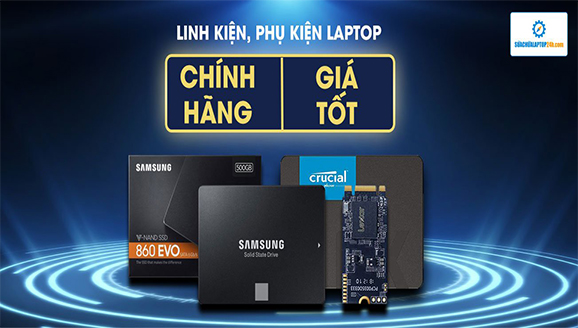 LINH KIỆN, PHỤ KIỆN LAPTOP
SUACHUALAPTOP24h.com
CHÍNH HÃNG
GIÁ TỐT
SAMSUNG
500GB
V-NAND SSD
860 EVO
SAMSUNG
Solid State Drive
crucial
Lexar